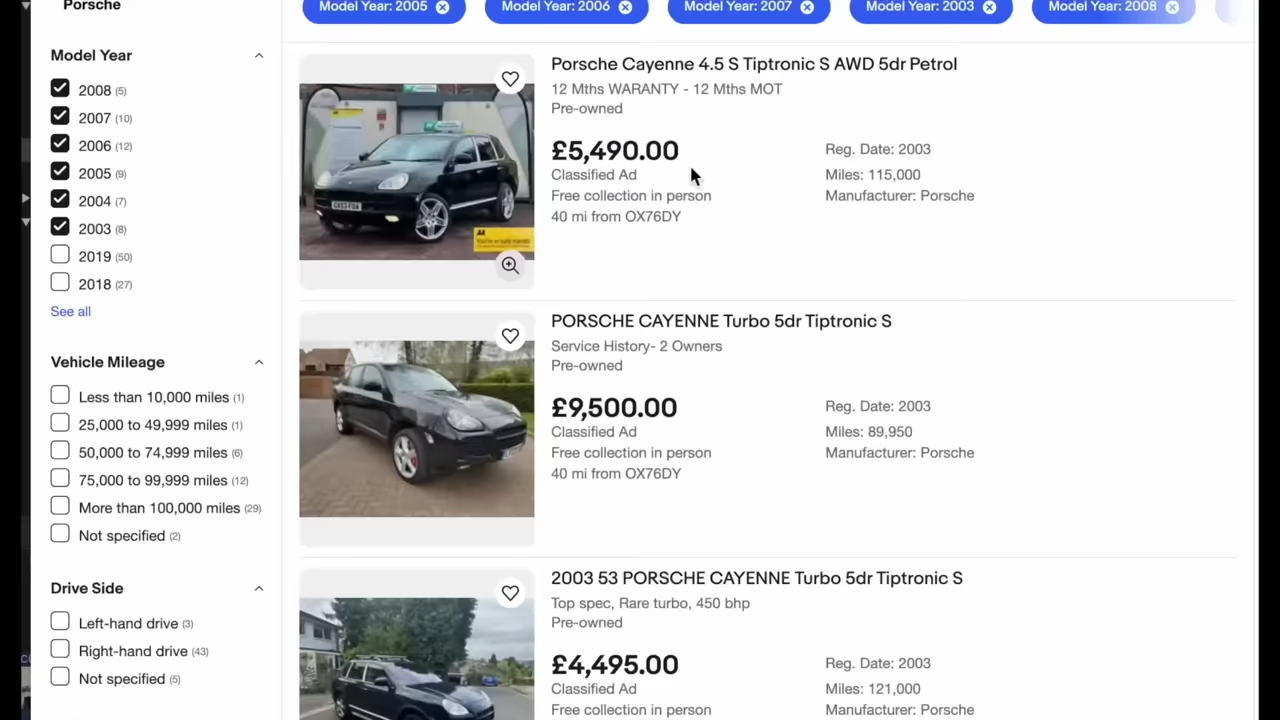 Porsche
Model Year: 2005
Model Year: 2006
Model Year: 2007
Model Year: 2003
Model Year: 2008
Model Year
2008 (5)
2007 (10)
2006 (12)
2005 (9)
2004 (7)
2003 (8)
2019 (50)
2018 (27)
See all
Vehicle Mileage
Less than 10,000 miles (1)
25,000 to 49,999 miles (1)
50,000 to 74,999 miles (6)
75,000 to 99,999 miles (12)
More than 100,000 miles (29)
Not specified (2)
Drive Side
Left-hand drive (3)
Right-hand drive (43)
Not specified (5)
Porsche Cayenne 4.5 S Tiptronic S AWD 5dr Petrol
12 Mths WARANTY - 12 Mths MOT
Pre-owned
£5,490.00
Classified Ad
Free collection in person
40 mi from OX76DY
Reg. Date: 2003
Miles: 115,000
Manufacturer: Porsche
PORSCHE CAYENNE Turbo 5dr Tiptronic S
Service History- 2 Owners
Pre-owned
£9,500.00
Classified Ad
Free collection in person
40 mi from OX76DY
Reg. Date: 2003
Miles: 89,950
Manufacturer: Porsche
2003 53 PORSCHE CAYENNE Turbo 5dr Tiptronic S
Top spec, Rare turbo, 450 bhp
Pre-owned
£4,495.00
Classified Ad
Free collection in person
Reg. Date: 2003
Miles: 121,000
Manufacturer: Porsche